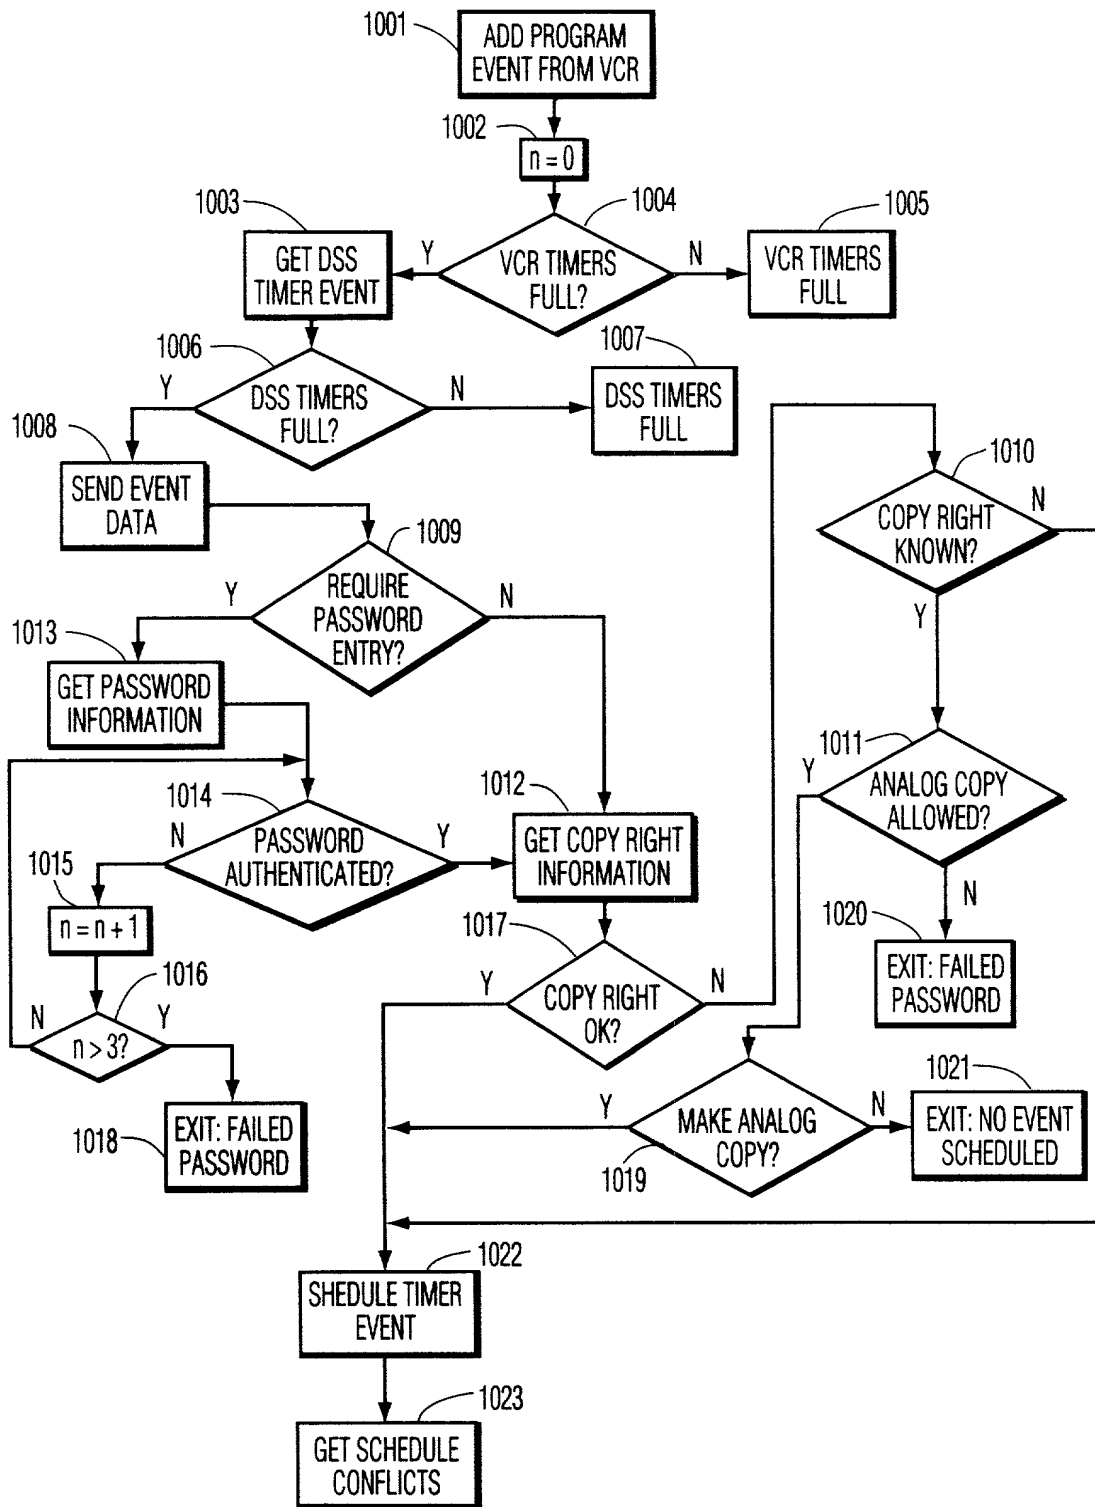 1001
ADD PROGRAM
EVENT FROM VCR
1002
n = 0
1003
1004
1005
GET DSS
TIMER EVENT
Y
VCR TIMERS
FULL?
N
VCR TIMERS
FULL
1006
Y
DSS TIMERS
FULL?
N
1007
DSS TIMERS
FULL
1008
SEND EVENT
DATA
1009
Y
REQUIRE
PASSWORD
ENTRY?
N
1010
COPY RIGHT
KNOWN?
N
Y
1013
GET PASSWORD
INFORMATION
1011
Y
ANALOG COPY
ALLOWED?
N
1014
N
PASSWORD
AUTHENTICATED?
Y
1012
GET COPY RIGHT
INFORMATION
1015
n = n + 1
1016
N
n > 3?
Y
1017
Y
COPY RIGHT
OK?
N
1020
EXIT: FAILED
PASSWORD
1018
EXIT: FAILED
PASSWORD
Y
MAKE ANALOG
COPY?
1019
N
1021
EXIT: NO EVENT
SCHEDULED
1022
SHEDULE TIMER
EVENT
1023
GET SCHEDULE
CONFLICTS